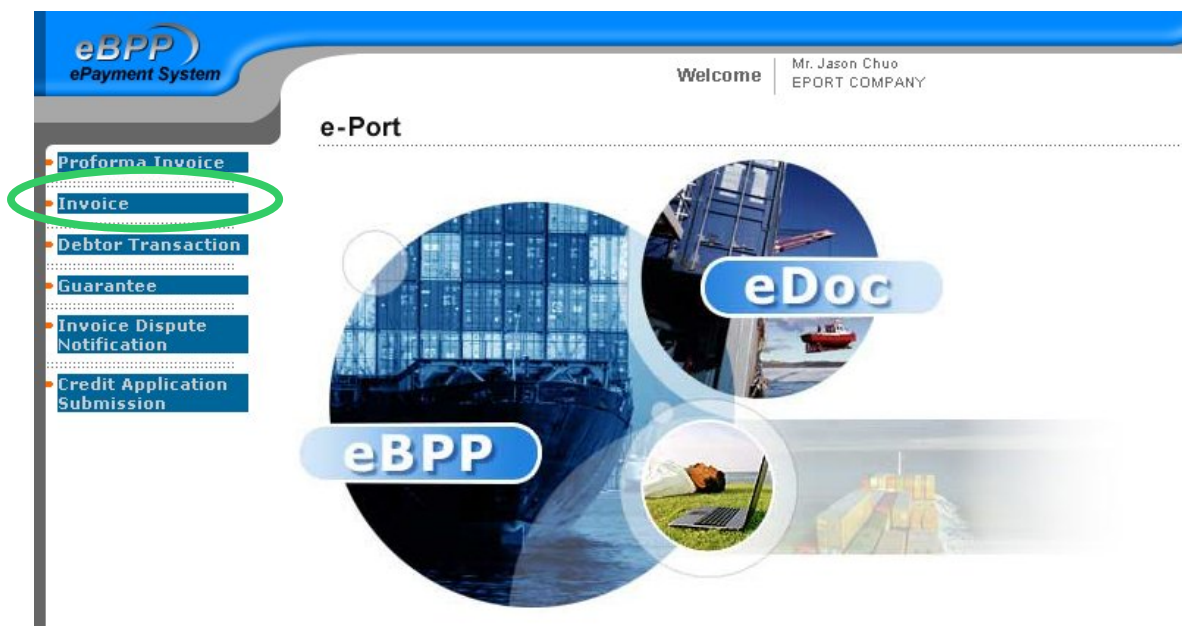 eBPP
ePayment System
Welcome
Mr. Jason Chuo
EPORT COMPANY
e-Port
Proforma Invoice
Invoice
Debtor Transaction
Guarantee
Invoice Dispute
Notification
Credit Application
Submission
eDoc
eBPP